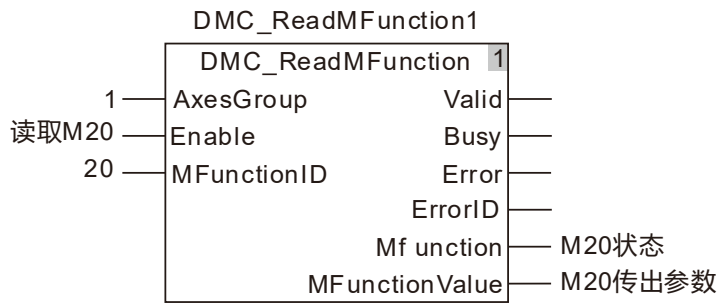 DMC_ReadMFunction1
DMC_ReadMFunction 1
1 AxesGroup Valid
读取M20 Enable Busy
20 MFunctionID Error
ErrorID
Mf unction M20状态
MFunctionValue M20传出参数